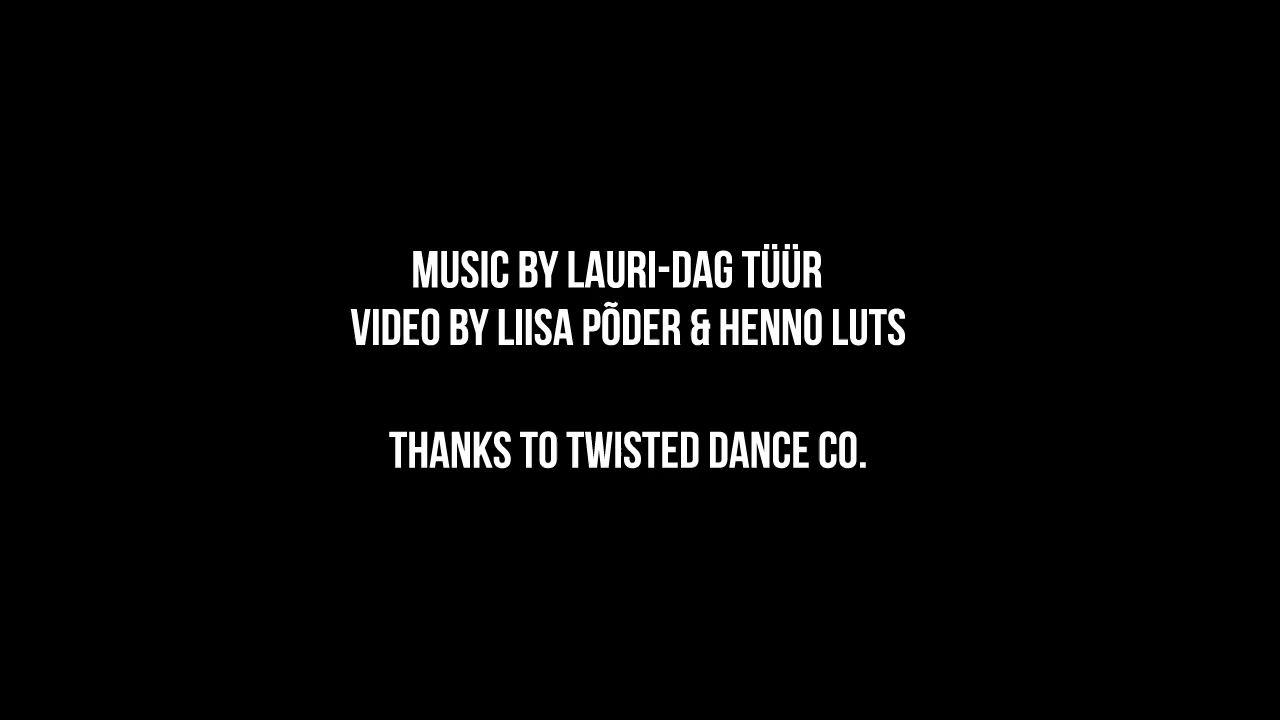 MUSIC BY LAURI-DAG TÜÜR
VIDEO BY LIISA PÕDER & HENNO LUTS
THANKS TO TWISTED DANCE CO.